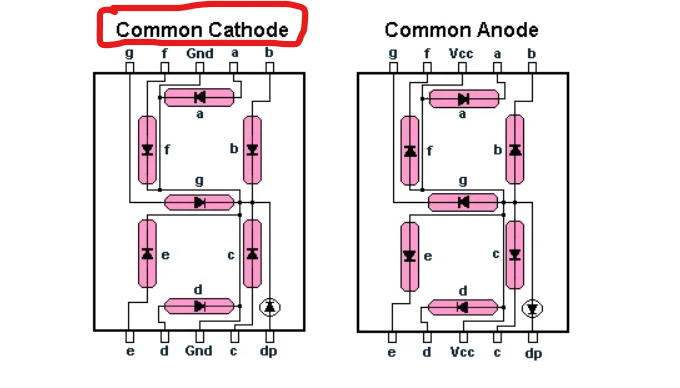 Common Cathode
Common Anode
g f Gnd a b
g f Vcc a b
a
a
f
b
f
b
g
g
e
c
e
c
d
d
e d Gnd c dp
e d Vcc c dp